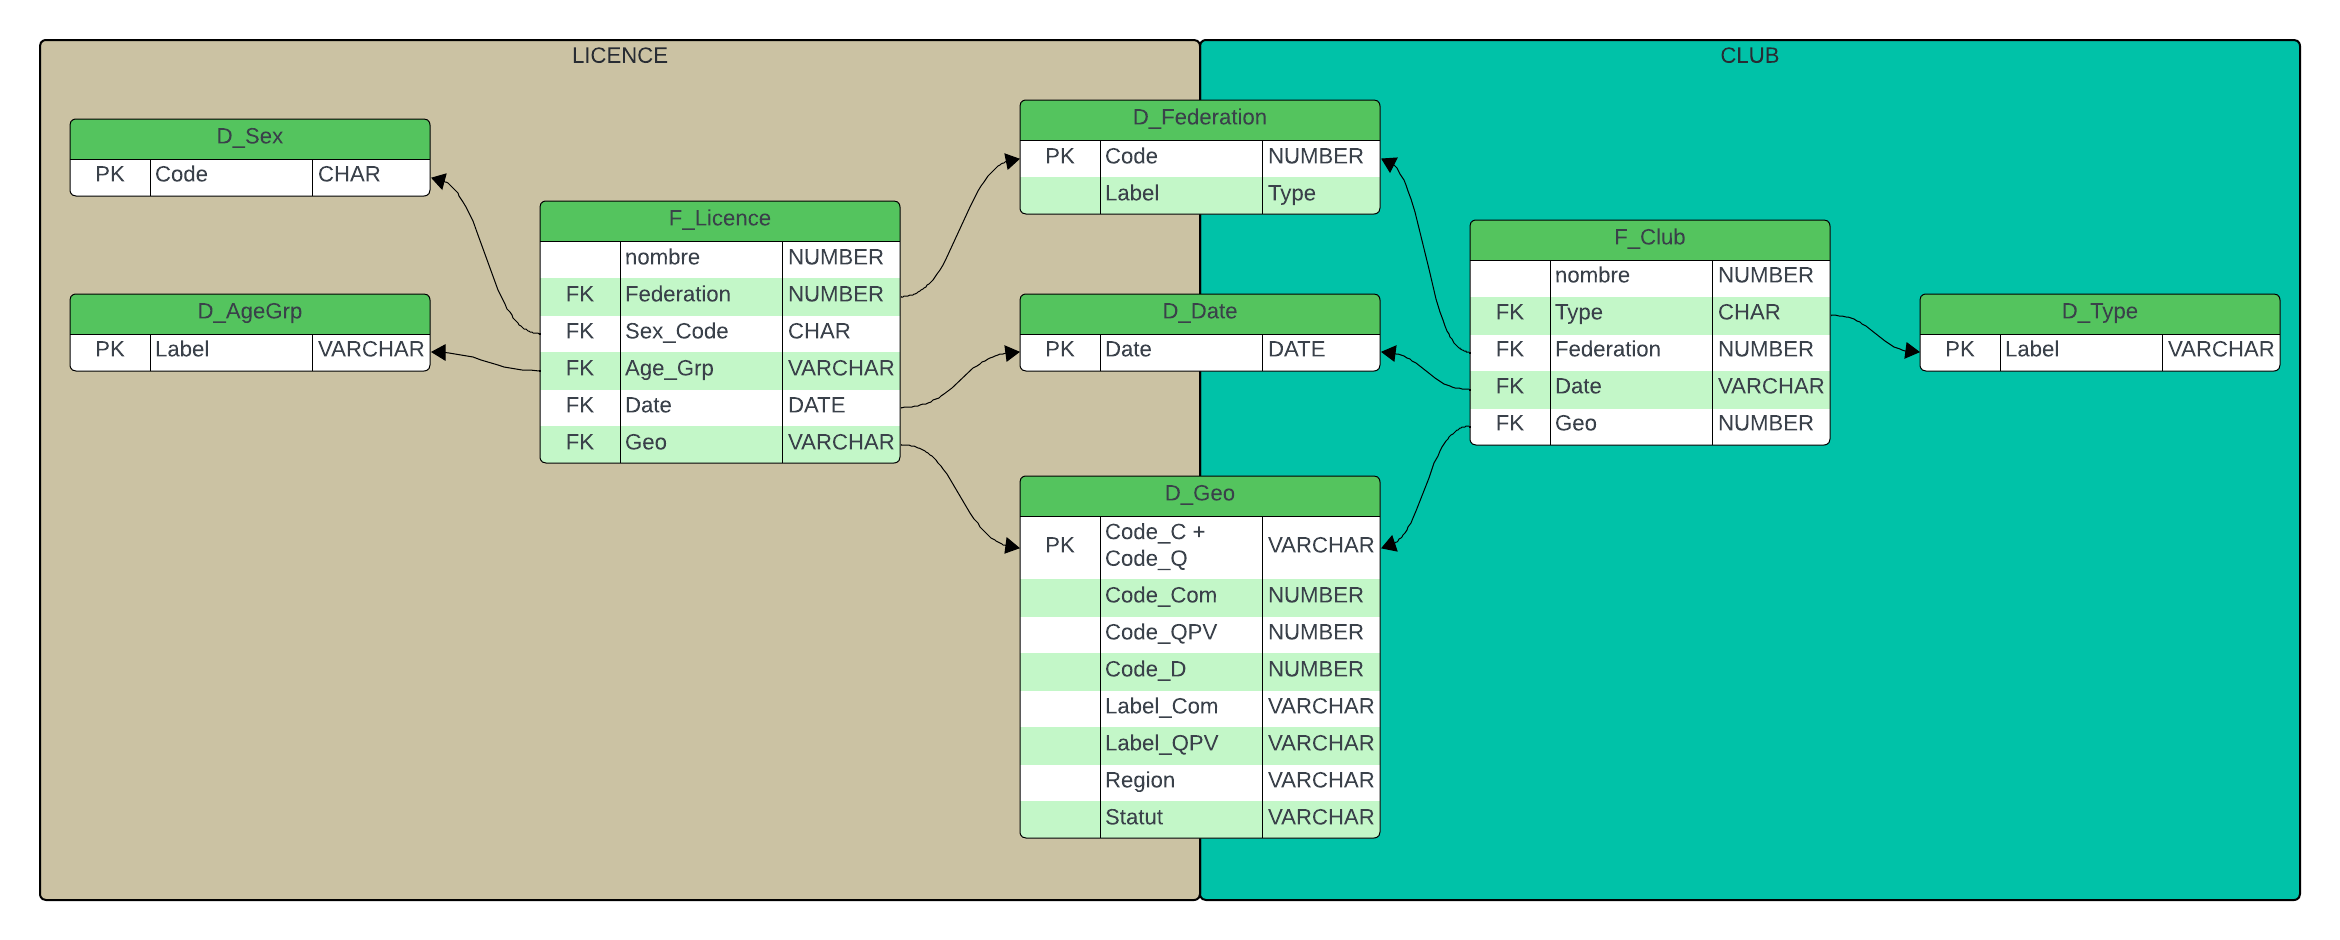 LICENCE
CLUB
D_Sex
PK Code CHAR
D_AgeGrp
PK Label VARCHAR
F_Licence
nombre NUMBER
FK Federation NUMBER
FK Sex_Code CHAR
FK Age_Grp VARCHAR
FK Date DATE
FK Geo VARCHAR
D_Federation
PK Code NUMBER
Label Type
D_Date
PK Date DATE
D_Geo
PK Code_C +
Code_Q VARCHAR
Code_Com NUMBER
Code_QPV NUMBER
Code_D NUMBER
Label_Com VARCHAR
Label_QPV VARCHAR
Region VARCHAR
Statut VARCHAR
F_Club
nombre NUMBER
FK Type CHAR
FK Federation NUMBER
FK Date VARCHAR
FK Geo NUMBER
D_Type
PK Label VARCHAR